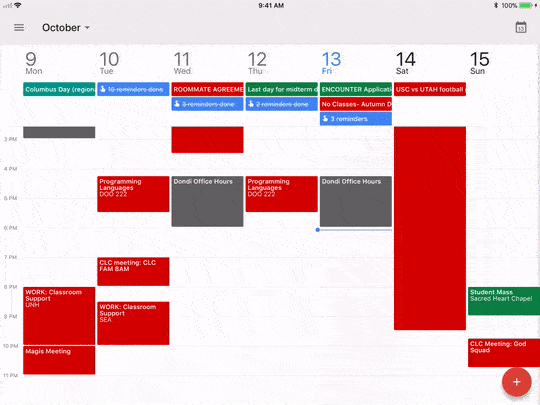 9:41 AM
100%
October
13
9
Mon
10
Tue
11
Wed
12
Thu
13
Fri
14
Sat
15
Sun
Columbus Day (region
10 reminders done
ROOMMATE AGREEME
Last day for midterm d
ENCOUNTER Applicati
USC vs UTAH football
3 reminders done
2 reminders done
No Classes- Autumn D
3 reminders
3 PM
4 PM
5 PM
6 PM
7 PM
8 PM
9 PM
10 PM
11 PM
Programming
Languages
DOO 222
Dondi Office Hours
Programming
Languages
DOO 222
Dondi Office Hours
CLC meeting: CLC
FAM BAM
WORK: Classroom
Support
UNH
WORK: Classroom
Support
SEA
Magis Meeting
Student Mass
Sacred Heart Chapel
CLC Meeting: God
Squad
+